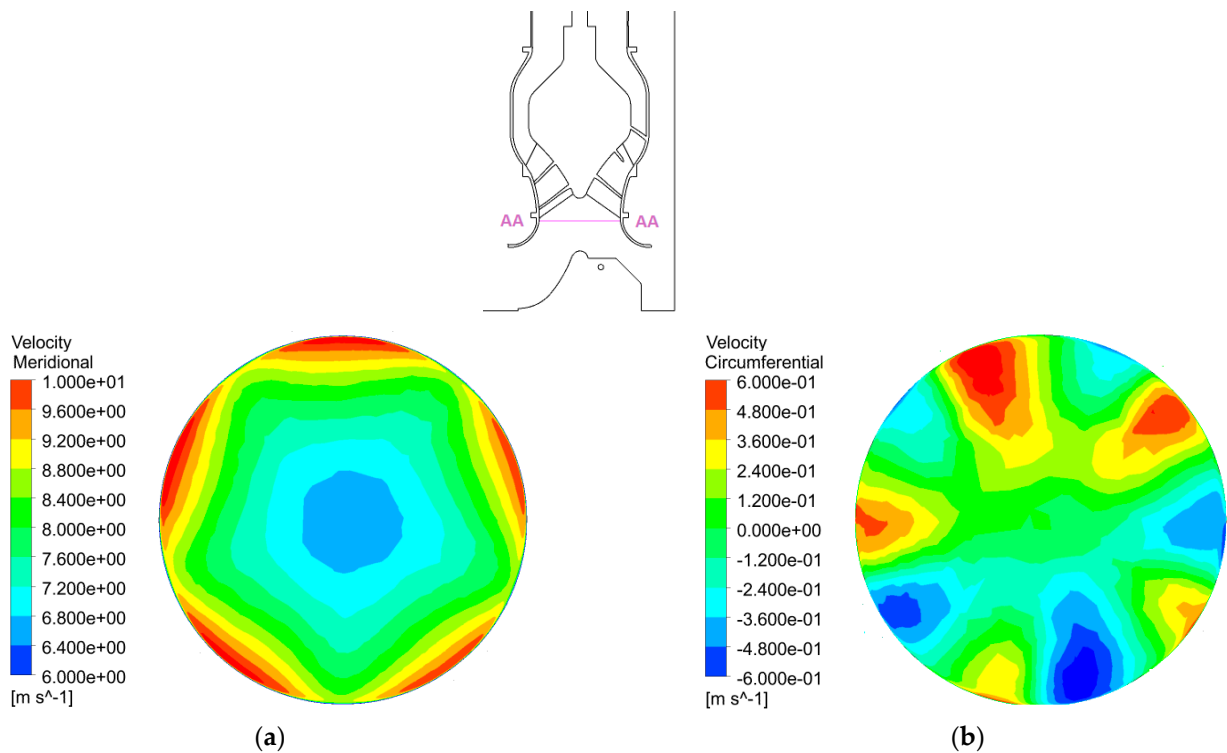 AA AA
Velocity
Meridional
1.000e+01
9.600e+00
9.200e+00
8.800e+00
8.400e+00
8.000e+00
7.600e+00
7.200e+00
6.800e+00
6.400e+00
6.000e+00
[m s^-1]
(a)
Velocity
Circumferential
6.000e-01
4.800e-01
3.600e-01
2.400e-01
1.200e-01
0.000e+00
-1.200e-01
-2.400e-01
-3.600e-01
-4.800e-01
-6.000e-01
[m s^-1]
(b)